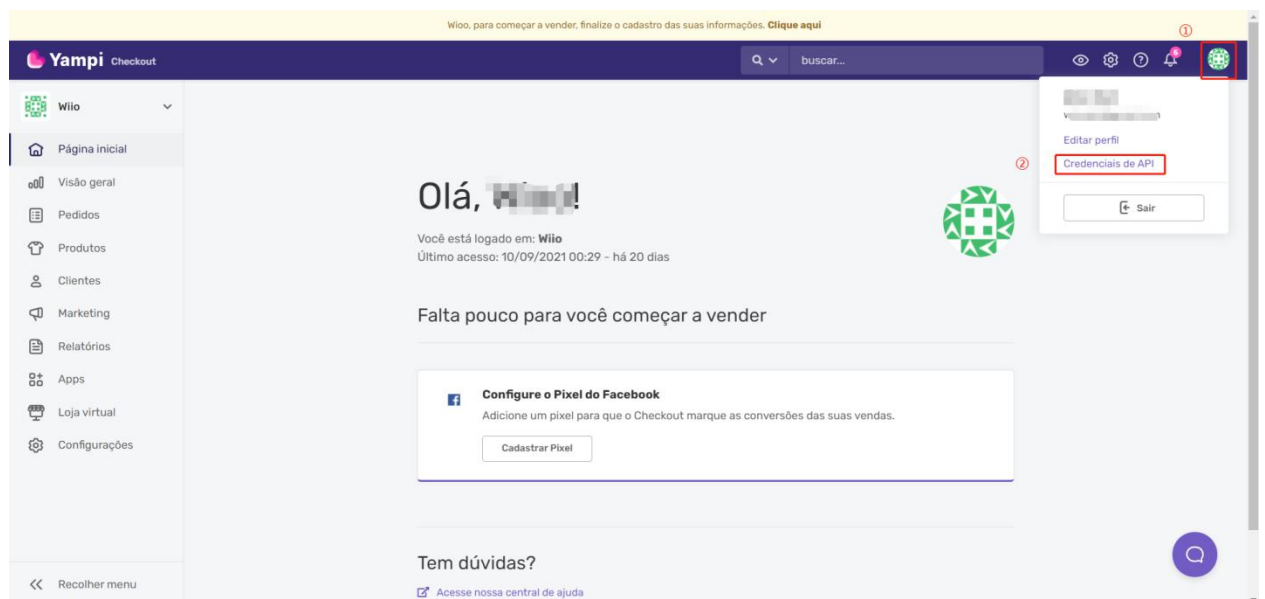 Wioo, para começar a vender, finalize o cadastro das suas informações. Clique aqui
①
Yampi Checkout
buscar...
6
Wiio
Página inicial
Visão geral
Pedidos
Produtos
Clientes
Marketing
Relatórios
Apps
Loja virtual
Configurações
Recolher menu
Editar perfil
②
Credenciais de API
Sair
Olá, !
Você está logado em: Wiio
Último acesso: 10/09/2021 00:29 - há 20 dias
Falta pouco para você começar a vender
Configure o Pixel do Facebook
Adicione um pixel para que o Checkout marque as conversões das suas vendas.
Cadastrar Pixel
Tem dúvidas?
Acesse nossa central de ajuda